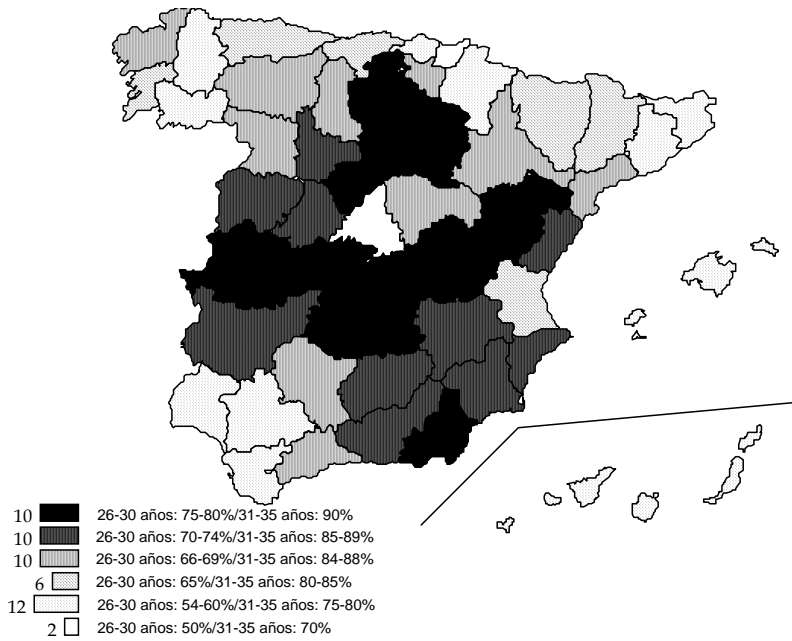 10 26-30 años: 75-80%/31-35 años: 90%
10 26-30 años: 70-74%/31-35 años: 85-89%
10 26-30 años: 66-69%/31-35 años: 84-88%
6 26-30 años: 65%/31-35 años: 80-85%
12 26-30 años: 54-60%/31-35 años: 75-80%
2 26-30 años: 50%/31-35 años: 70%